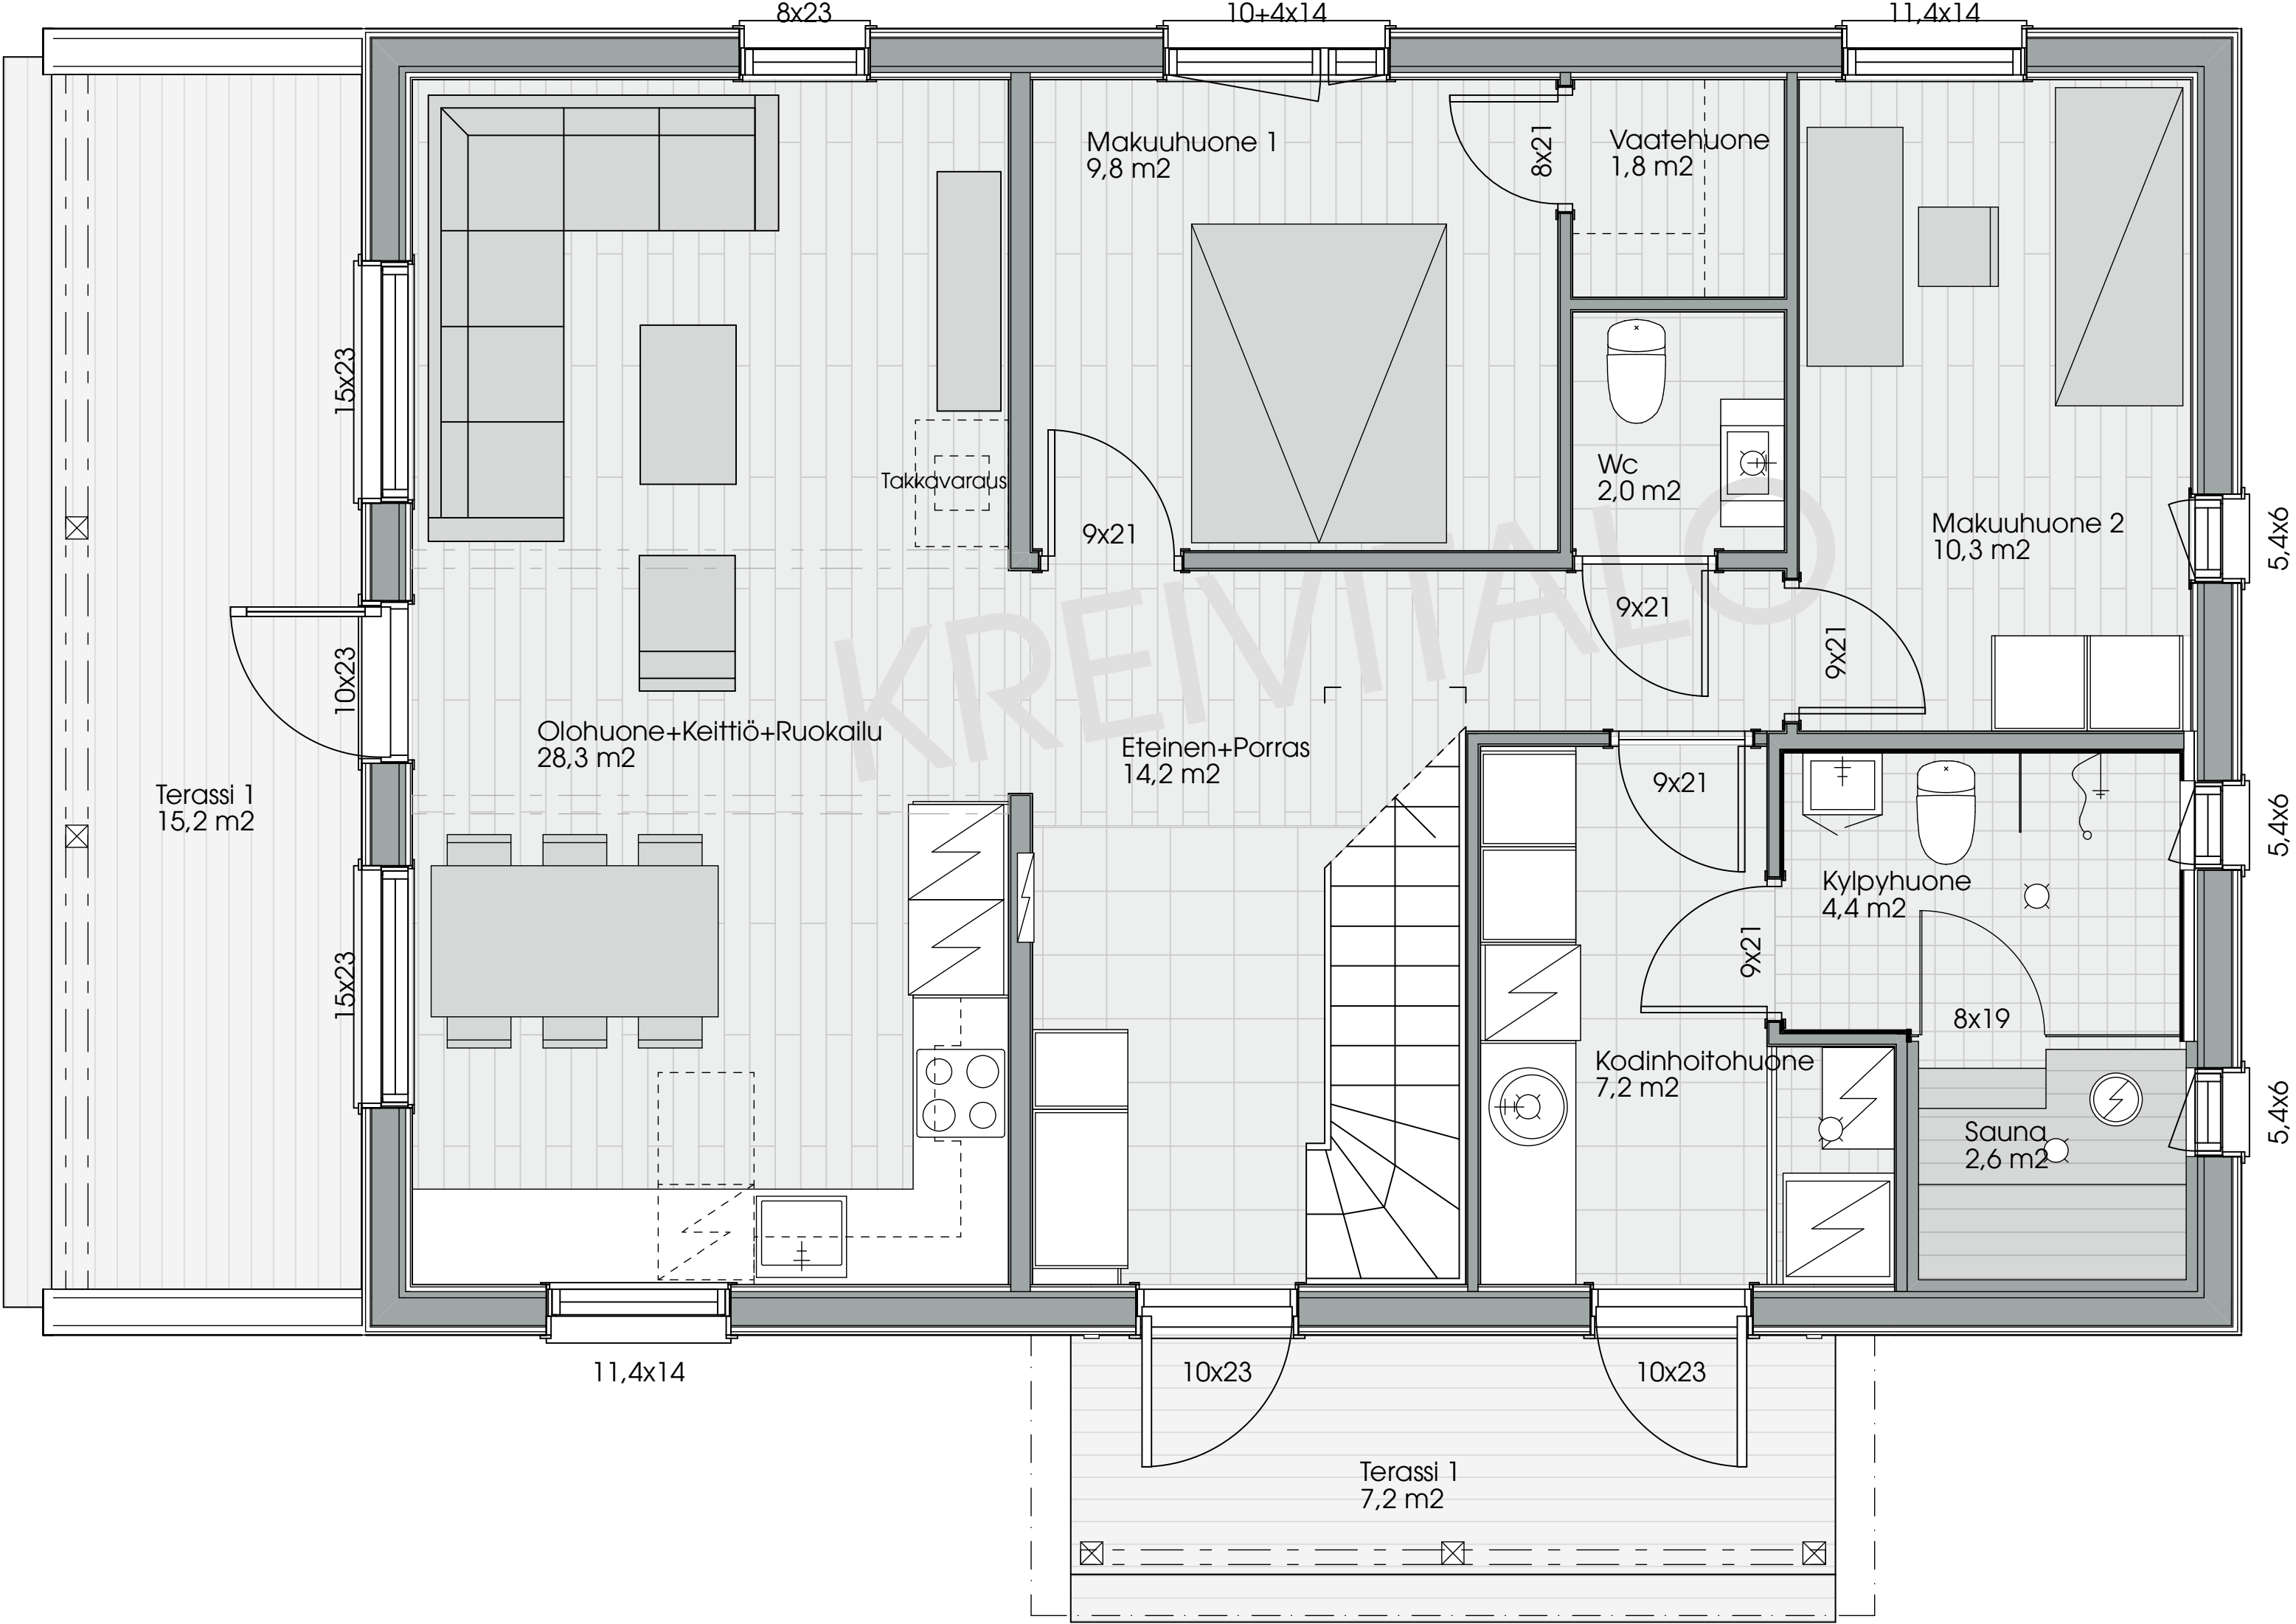 8x23
10+4x14
11,4x14
Makuuhuone 1
9,8 m2
8x21
Vaatehuone
1,8 m2
15x23
Takkavaraus
9x21
Wc
2,0 m2
Makuuhuone 2
10,3 m2
5,4x6
KREIVITALO
9x21
9x21
10x23
Olohuone+Keittiö+Ruokailu
28,3 m2
Eteinen+Porras
14,2 m2
9x21
Terassi 1
15,2 m2
5,4x6
Kylpyhuone
4,4 m2
15x23
9x21
8x19
Kodinhoitohuone
7,2 m2
Sauna
2,6 m2
5,4x6
11,4x14
10x23
10x23
Terassi 1
7,2 m2